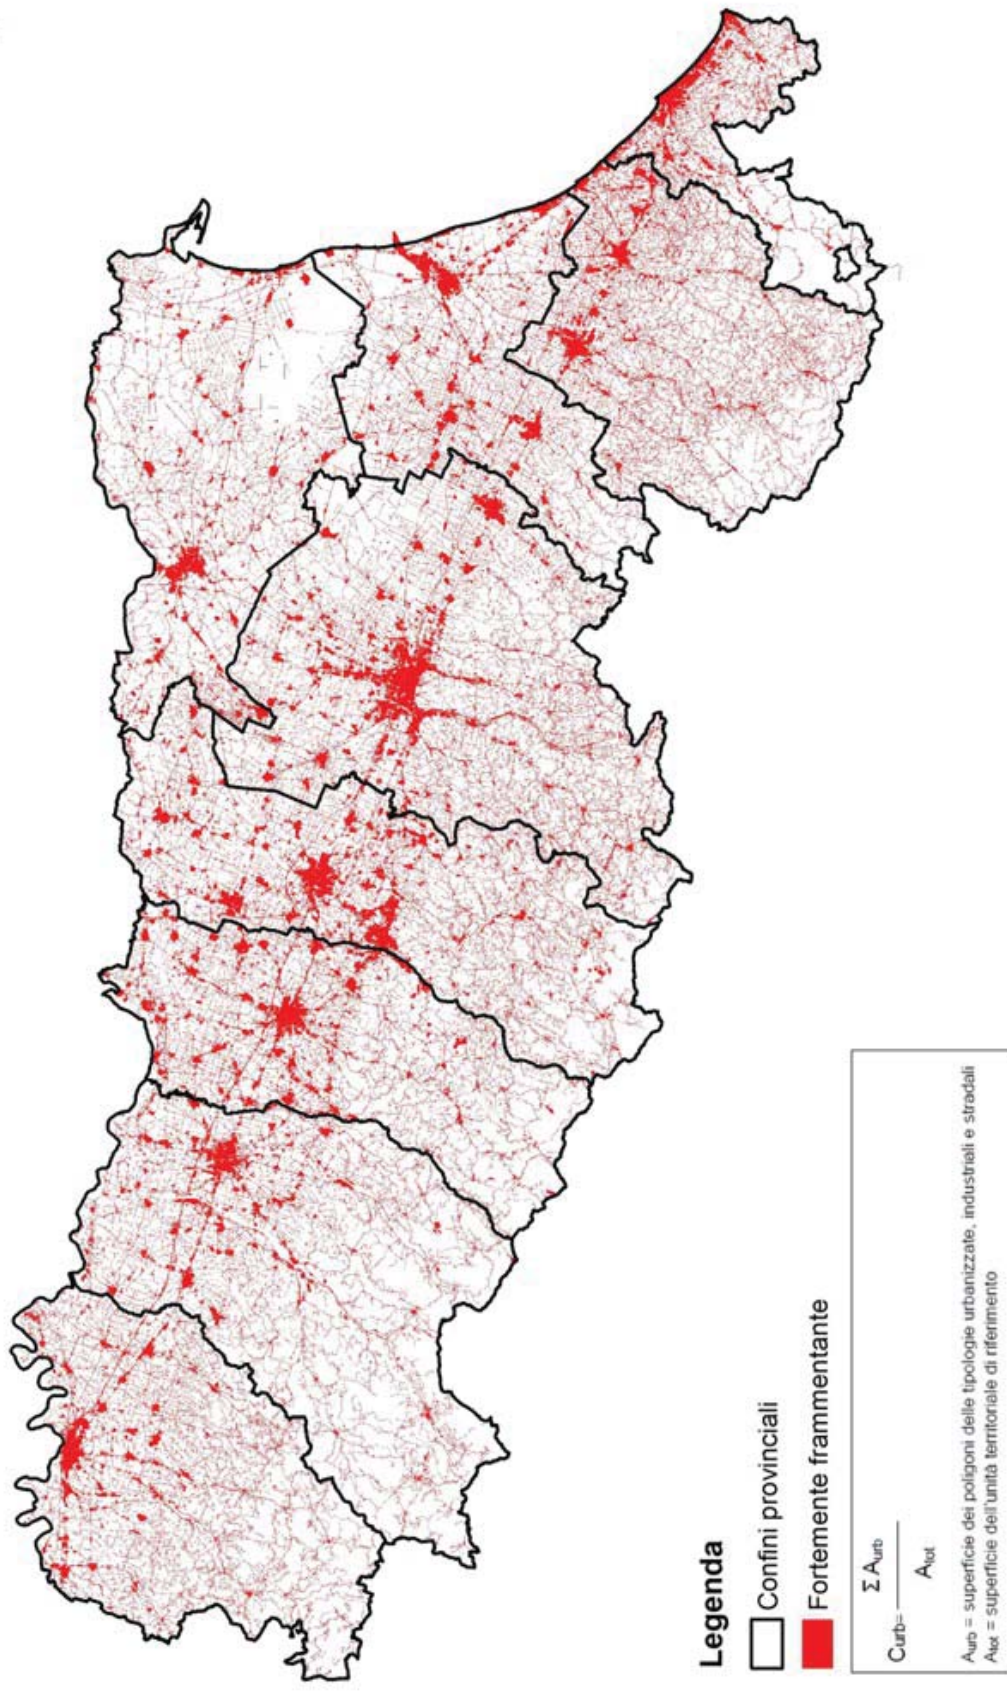 Legenda
Confini provinciali
Fortemente frammentante
Σ Aurb
Curb=
Atot
Aurb = superficie dei poligoni delle tipologie urbanizzate, industriali e stradali
Atot = superficie dell'unità territoriale di riferimento